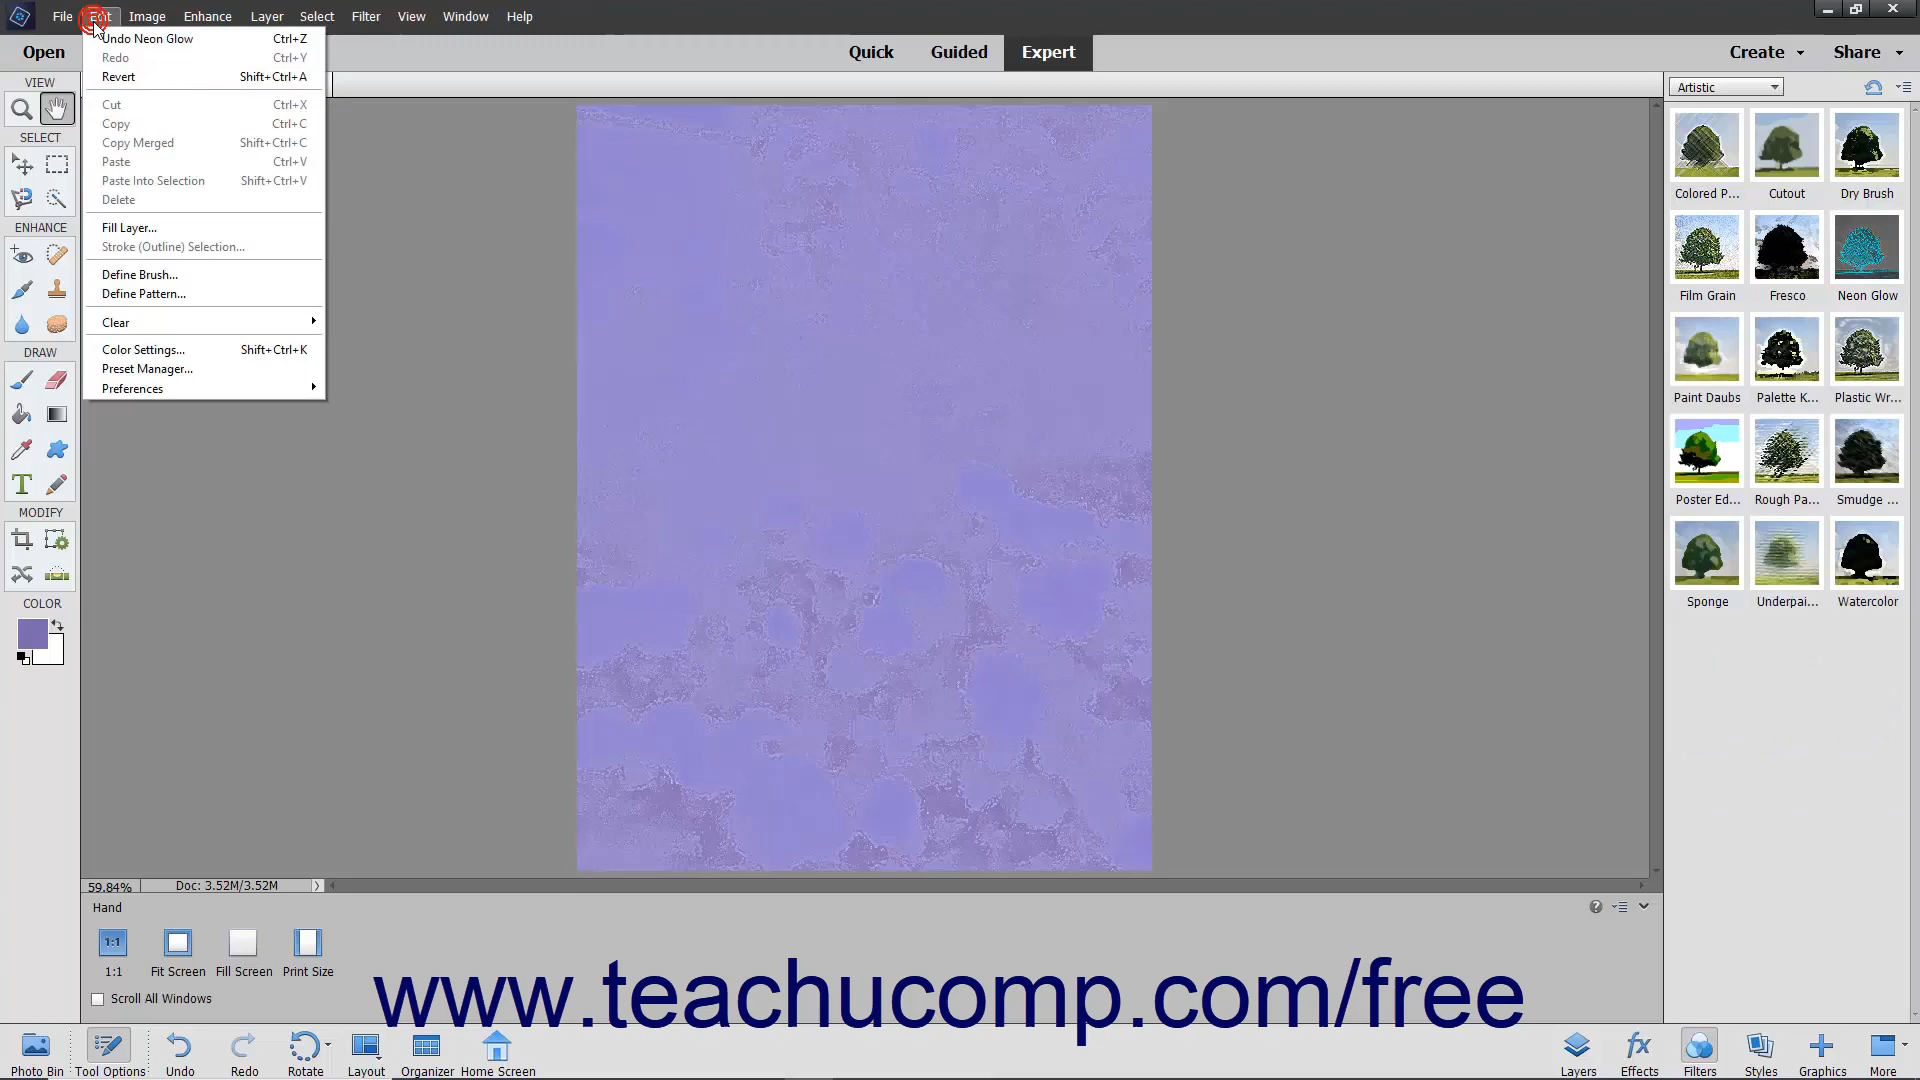 File Edit Image Enhance Layer Select Filter View Window Help
Open Quick Guided Expert Create Share
Undo Neon Glow Ctrl+Z
Redo Ctrl+Y
Revert Shift+Ctrl+A
Cut Ctrl+X
Copy Ctrl+C
Copy Merged Shift+Ctrl+C
Paste Ctrl+V
Paste Into Selection Shift+Ctrl+V
Delete
Fill Layer...
Stroke (Outline) Selection...
Define Brush...
Define Pattern...
Clear
Color Settings... Shift+Ctrl+K
Preset Manager...
Preferences
VIEW
SELECT
ENHANCE
DRAW
T
MODIFY
COLOR
Artistic
Colored P... Cutout Dry Brush
Film Grain Fresco Neon Glow
Paint Daubs Palette K... Plastic Wr...
Poster Ed... Rough Pa... Smudge ...
Sponge Underpai... Watercolor
59.84% Doc: 3.52M/3.52M
Hand
1:1
1:1 Fit Screen Fill Screen Print Size
Scroll All Windows
www.teachucomp.com/free
fx
Photo Bin Tool Options Undo Redo Rotate Layout Organizer Home Screen Layers Effects Filters Styles Graphics More